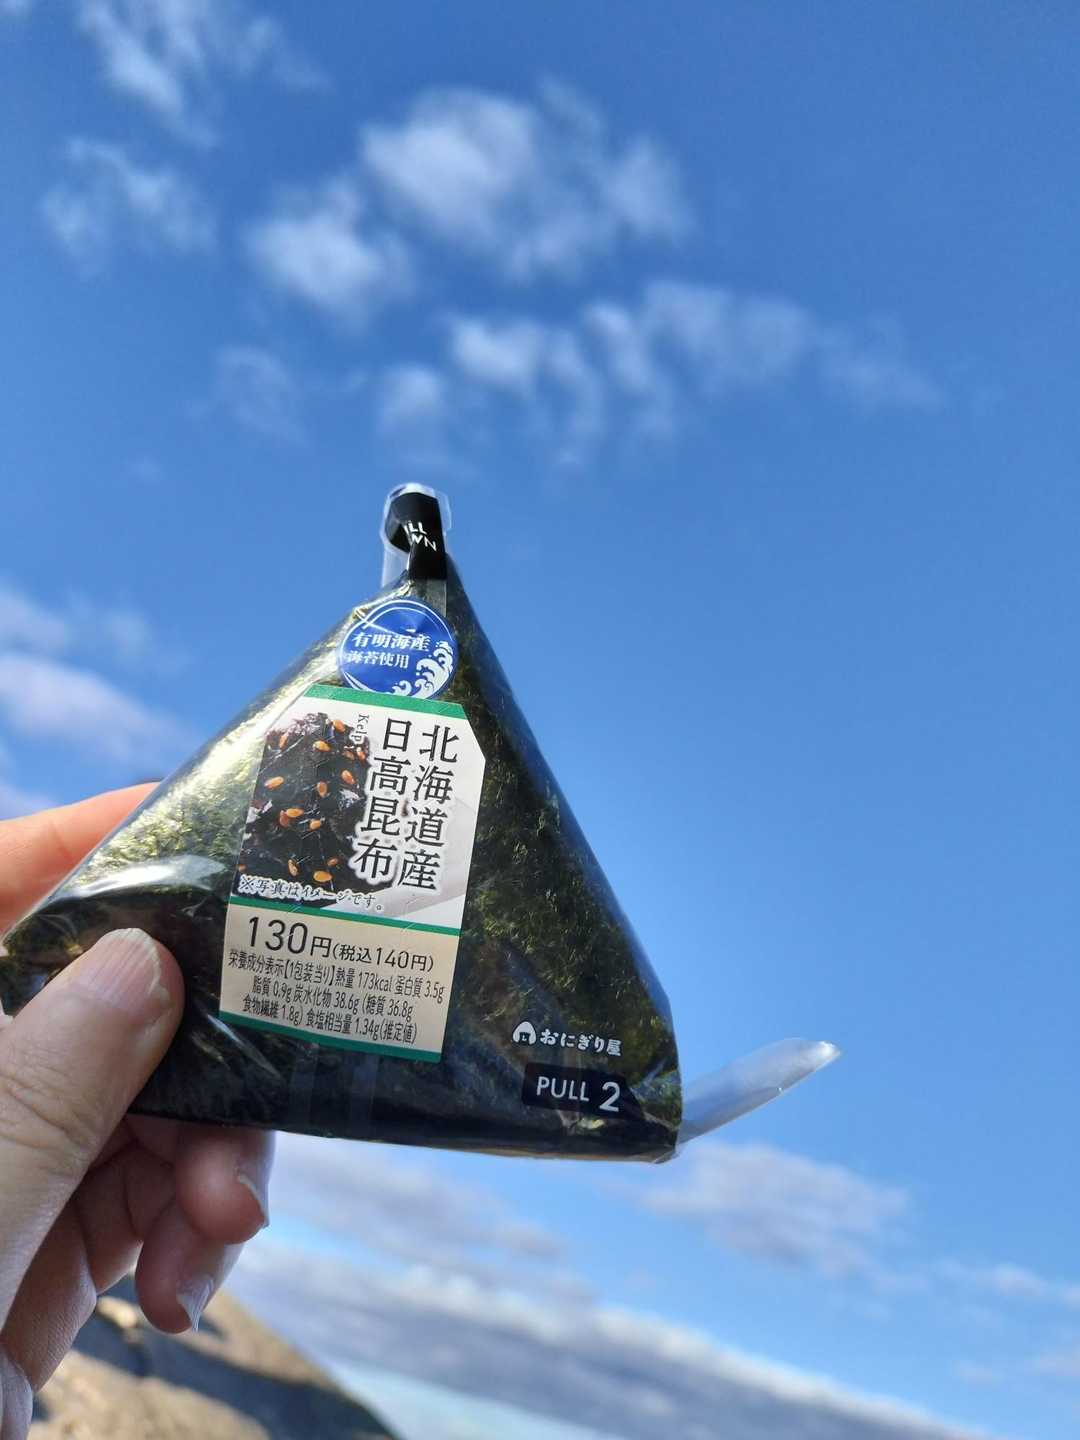 有明海産
海苔使用
北海道産
日高昆布
Kelp
※写真はイメージです。
130円(税込140円)
栄養成分表示【1包装当り】熱量 173kcal 蛋白質 3.5g
脂質 0.9g 炭水化物 38.6g (糖質 36.8g
食物繊維 1.8g) 食塩相当量 1.34g(推定値)
おにぎり屋
PULL 2